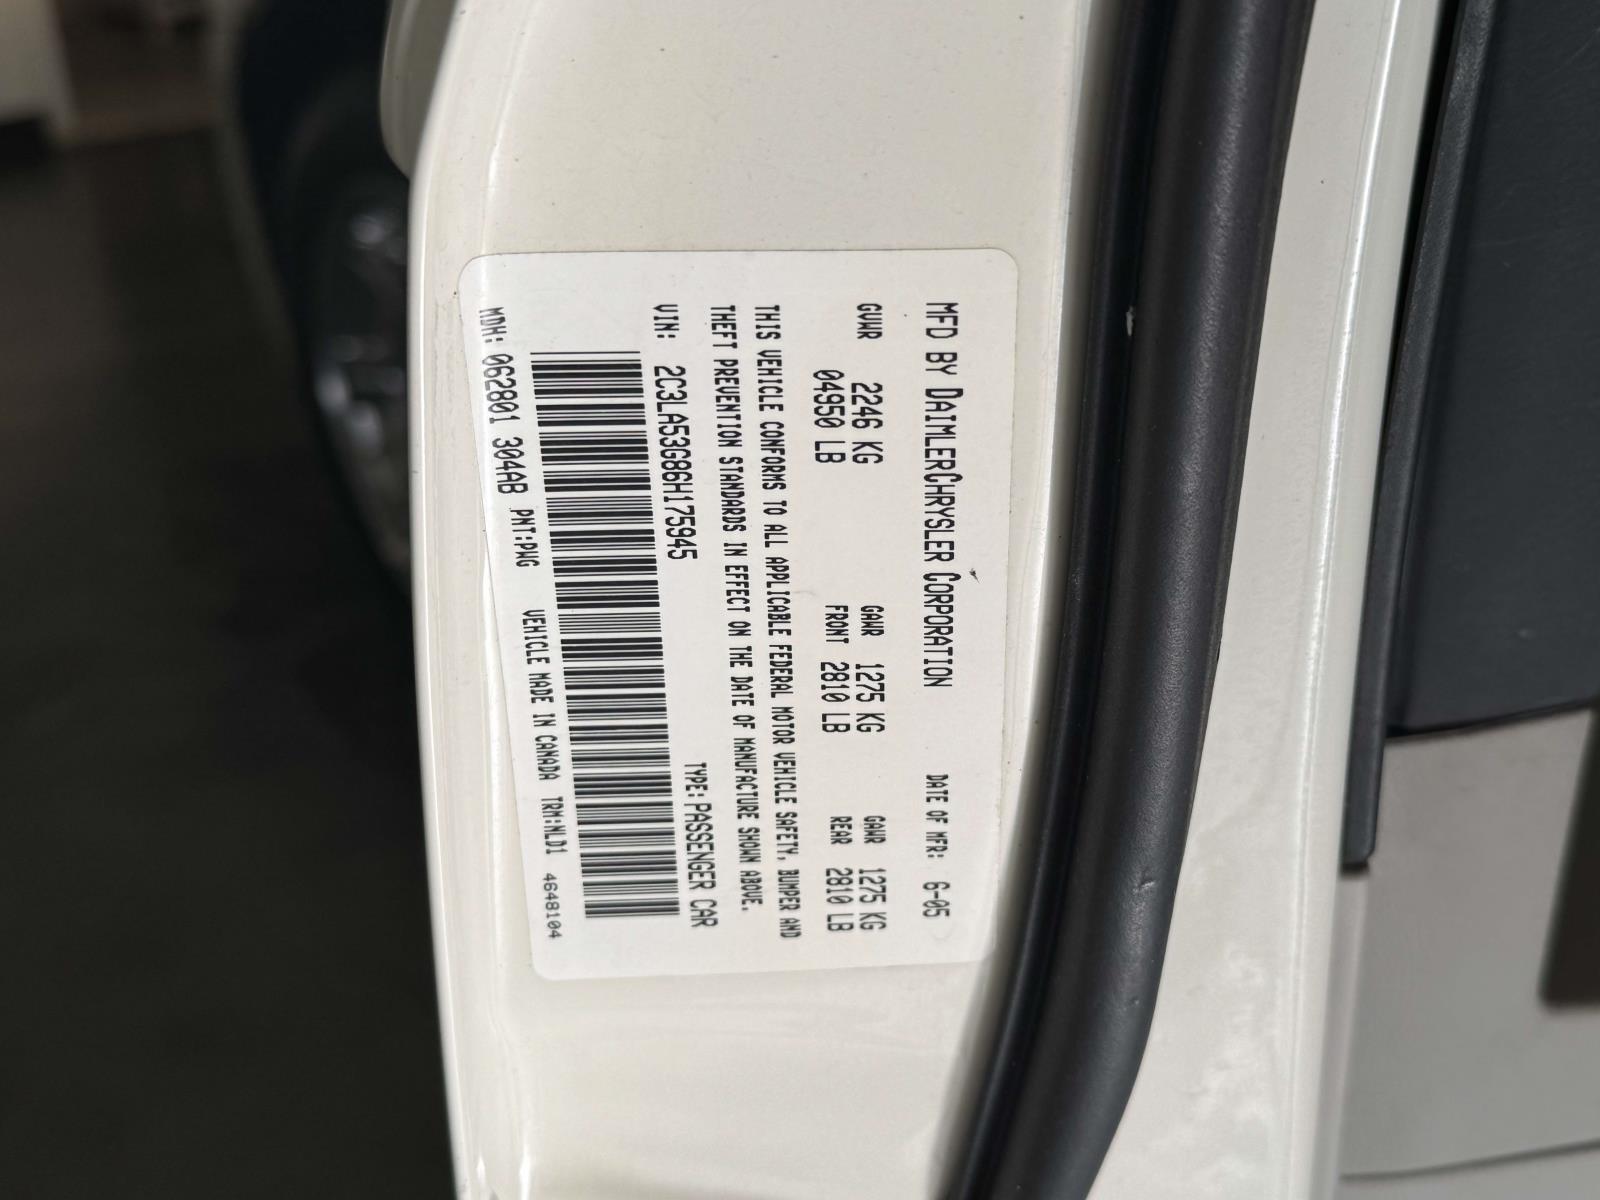 MFD BY DAIMLERCHRYSLER CORPORATION DATE OF MFR: 6-05
GVWR 2246 KG GAWR 1275 KG GAWR 1275 KG
04950 LB FRONT 2810 LB REAR 2810 LB
THIS VEHICLE CONFORMS TO ALL APPLICABLE FEDERAL MOTOR VEHICLE SAFETY, BUMPER AND
THEFT PREVENTION STANDARDS IN EFFECT ON THE DATE OF MANUFACTURE SHOWN ABOVE.
VIN: 2C3LA53G86H175945 TYPE: PASSENGER CAR
MDH: 062801 304AB PNT:PWG VEHICLE MADE IN CANADA TRM:NLD1 4648104